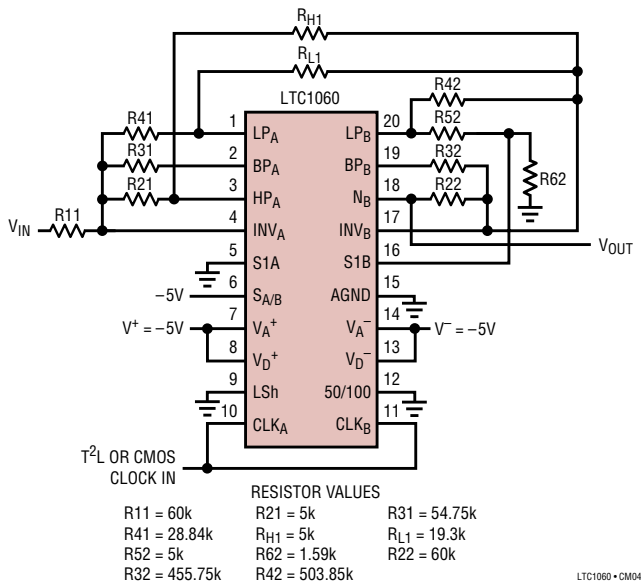 RH1
RL1
LTC1060
R41
R31
R21
R11
VIN
1 LPA
2 BPA
3 HPA
4 INVA
5 S1A
6 SA/B
7 VA+
8 VD+
9 LSh
10 CLKA
LPB 20
BPB 19
NB 18
INVB 17
S1B 16
AGND 15
VA– 14
VD– 13
50/100 12
CLKB 11
R42
R52
R32
R22
R62
VOUT
–5V
V+ = –5V
V– = –5V
T2L OR CMOS
CLOCK IN
RESISTOR VALUES
R11 = 60k R21 = 5k R31 = 54.75k
R41 = 28.84k RH1 = 5k RL1 = 19.3k
R52 = 5k R62 = 1.59k R22 = 60k
R32 = 455.75k R42 = 503.85k
LTC1060 • CM04